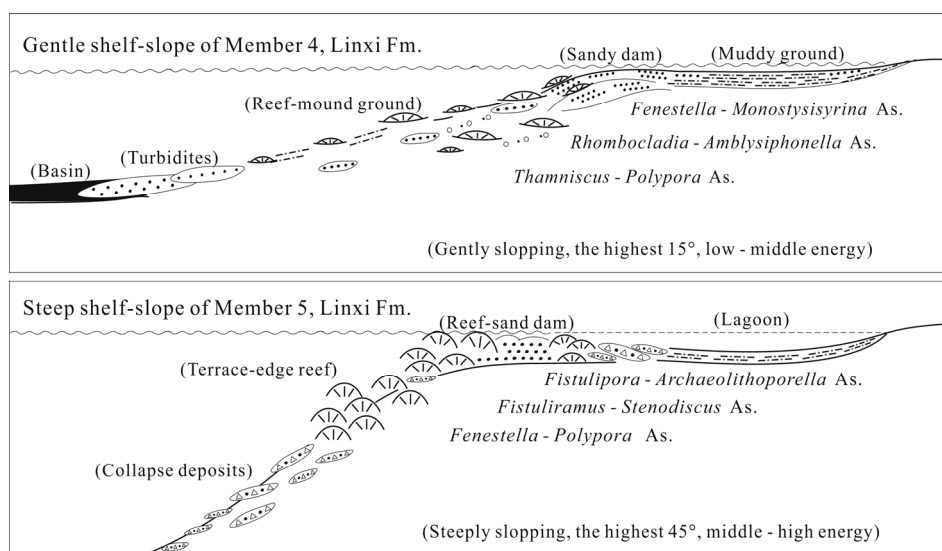 Gentle shelf-slope of Member 4, Linxi Fm.
(Sandy dam)
(Muddy ground)
(Reef-mound ground)
Fenestella - Monostysisyrina As.
Rhombocladia - Amblysiphonella As.
(Turbidites)
(Basin)
Thamniscus - Polypora As.
(Gently slopping, the highest 15°, low - middle energy)
Steep shelf-slope of Member 5, Linxi Fm.
(Reef-sand dam)
(Lagoon)
(Terrace-edge reef)
Fistulipora - Archaeolithoporella As.
Fistuliramus - Stenodiscus As.
Fenestella - Polypora As.
(Collapse deposits)
(Steeply slopping, the highest 45°, middle - high energy)